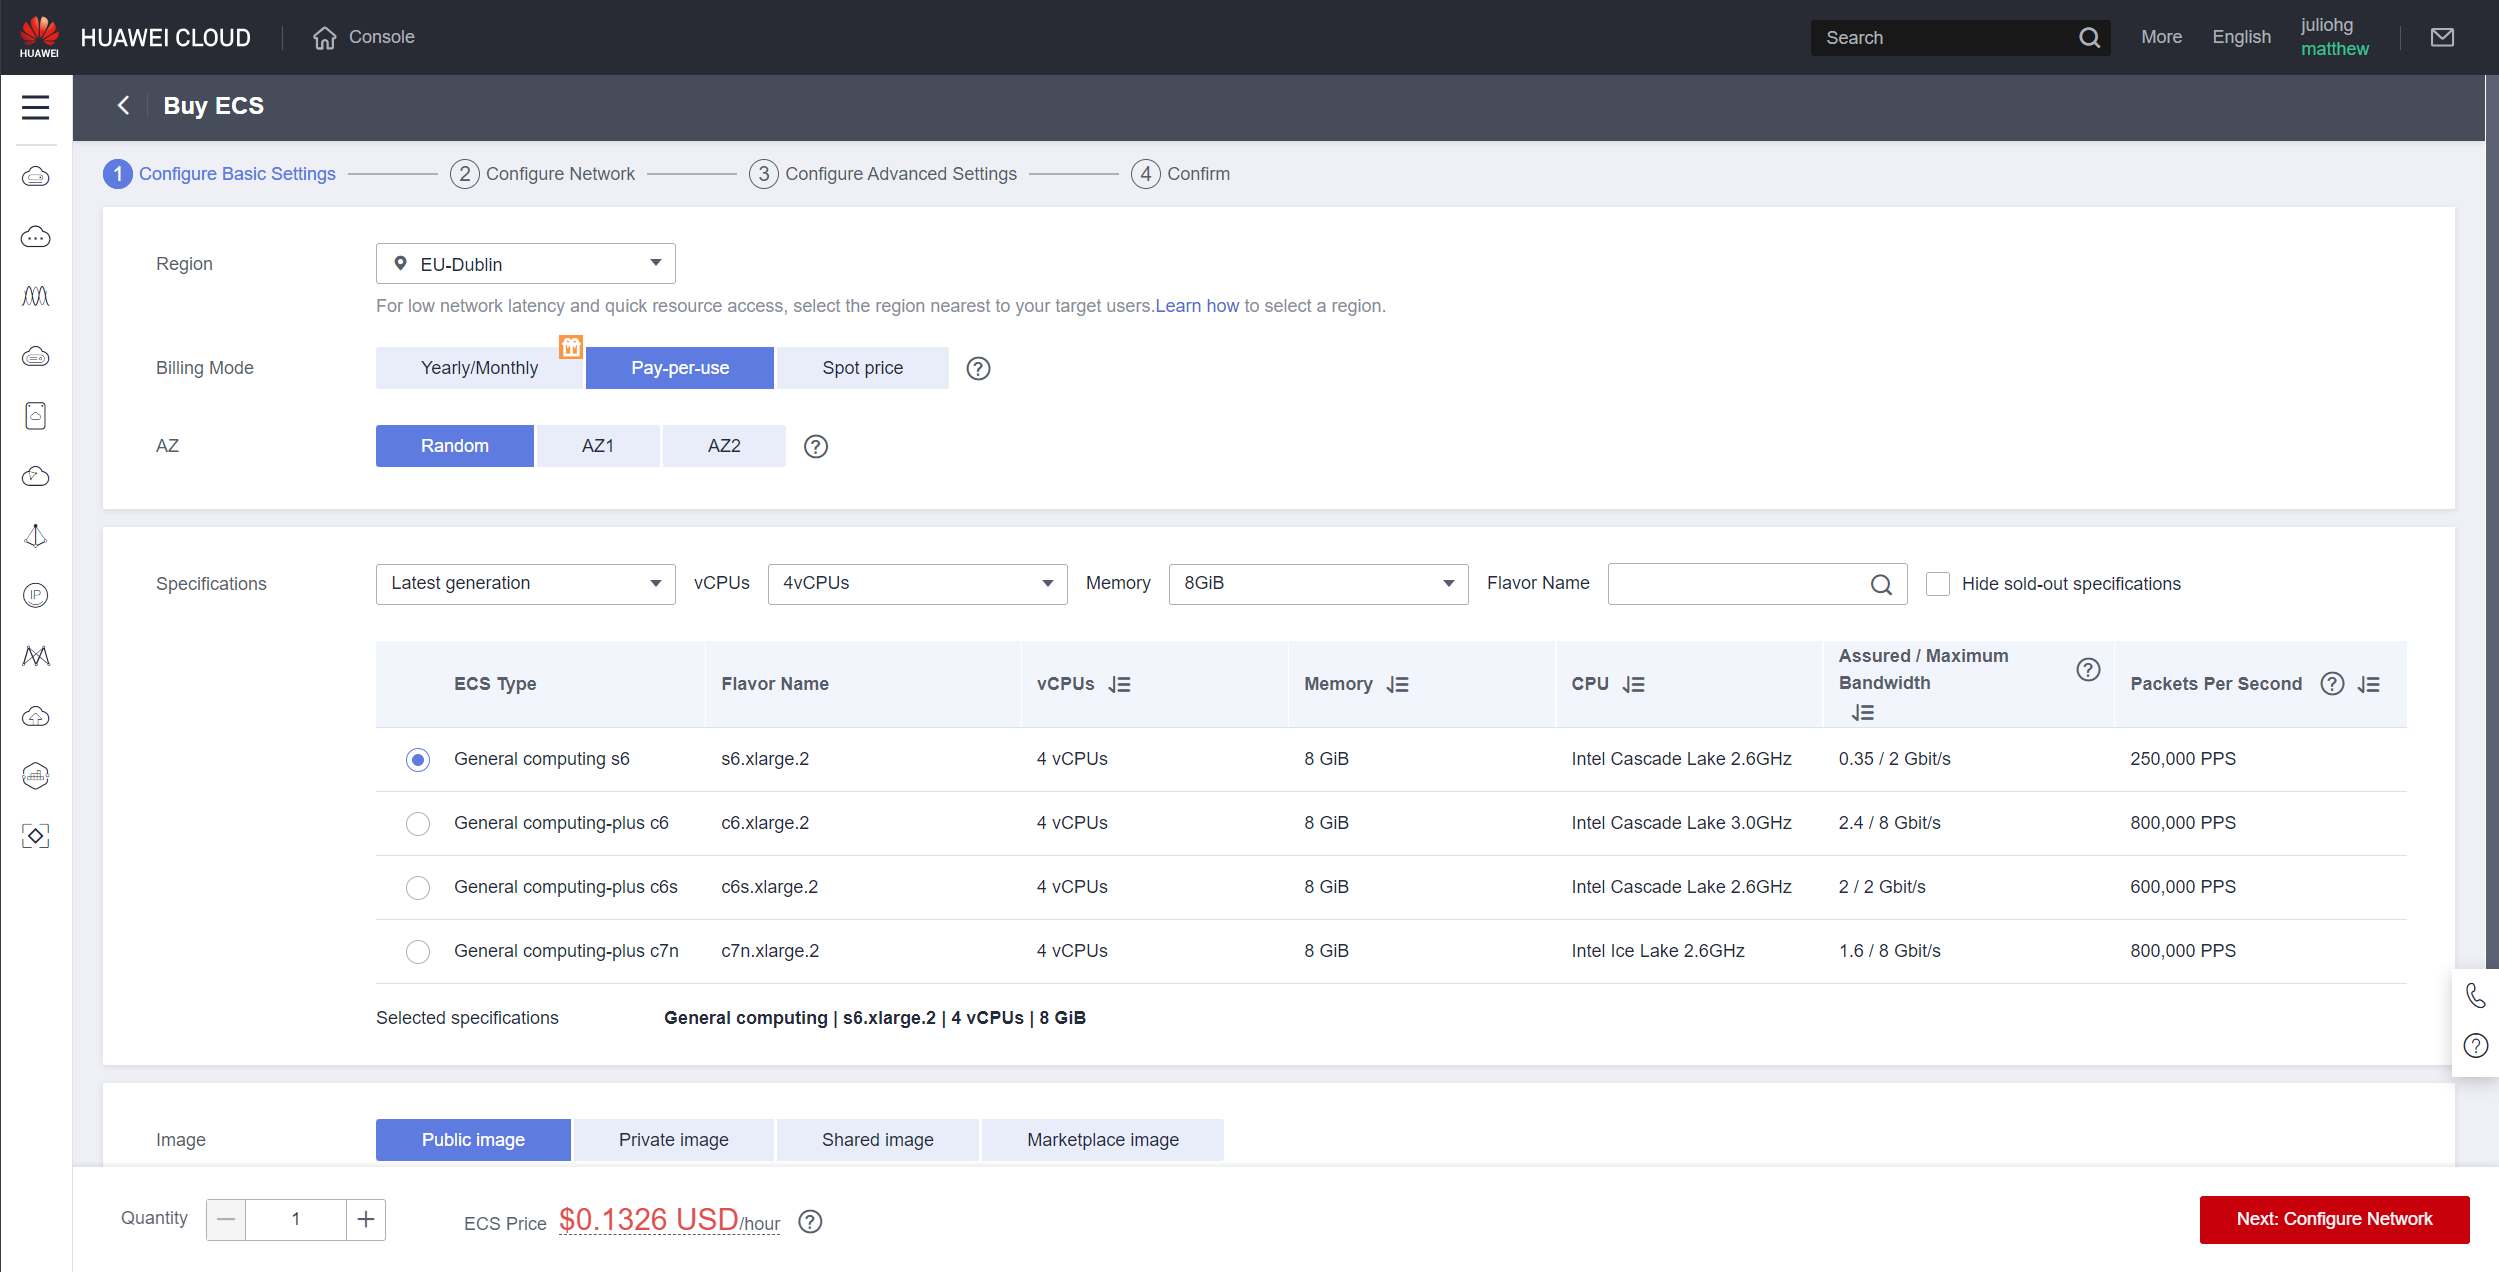 HUAWEI
HUAWEI CLOUD
Console
Search
More
English
juliohg
matthew
Buy ECS
1 Configure Basic Settings
2 Configure Network
3 Configure Advanced Settings
4 Confirm
Region
EU-Dublin
For low network latency and quick resource access, select the region nearest to your target users.Learn how to select a region.
Billing Mode
Yearly/Monthly
Pay-per-use
Spot price
AZ
Random
AZ1
AZ2
Specifications
Latest generation
vCPUs
4vCPUs
Memory
8GiB
Flavor Name
Hide sold-out specifications
ECS Type
Flavor Name
vCPUs
Memory
CPU
Assured / Maximum
Bandwidth
Packets Per Second
General computing s6 s6.xlarge.2 4 vCPUs 8 GiB Intel Cascade Lake 2.6GHz 0.35 / 2 Gbit/s 250,000 PPS
General computing-plus c6 c6.xlarge.2 4 vCPUs 8 GiB Intel Cascade Lake 3.0GHz 2.4 / 8 Gbit/s 800,000 PPS
General computing-plus c6s c6s.xlarge.2 4 vCPUs 8 GiB Intel Cascade Lake 2.6GHz 2 / 2 Gbit/s 600,000 PPS
General computing-plus c7n c7n.xlarge.2 4 vCPUs 8 GiB Intel Ice Lake 2.6GHz 1.6 / 8 Gbit/s 800,000 PPS
Selected specifications
General computing | s6.xlarge.2 | 4 vCPUs | 8 GiB
Image
Public image
Private image
Shared image
Marketplace image
Quantity
1
ECS Price $0.1326 USD/hour
Next: Configure Network
IP